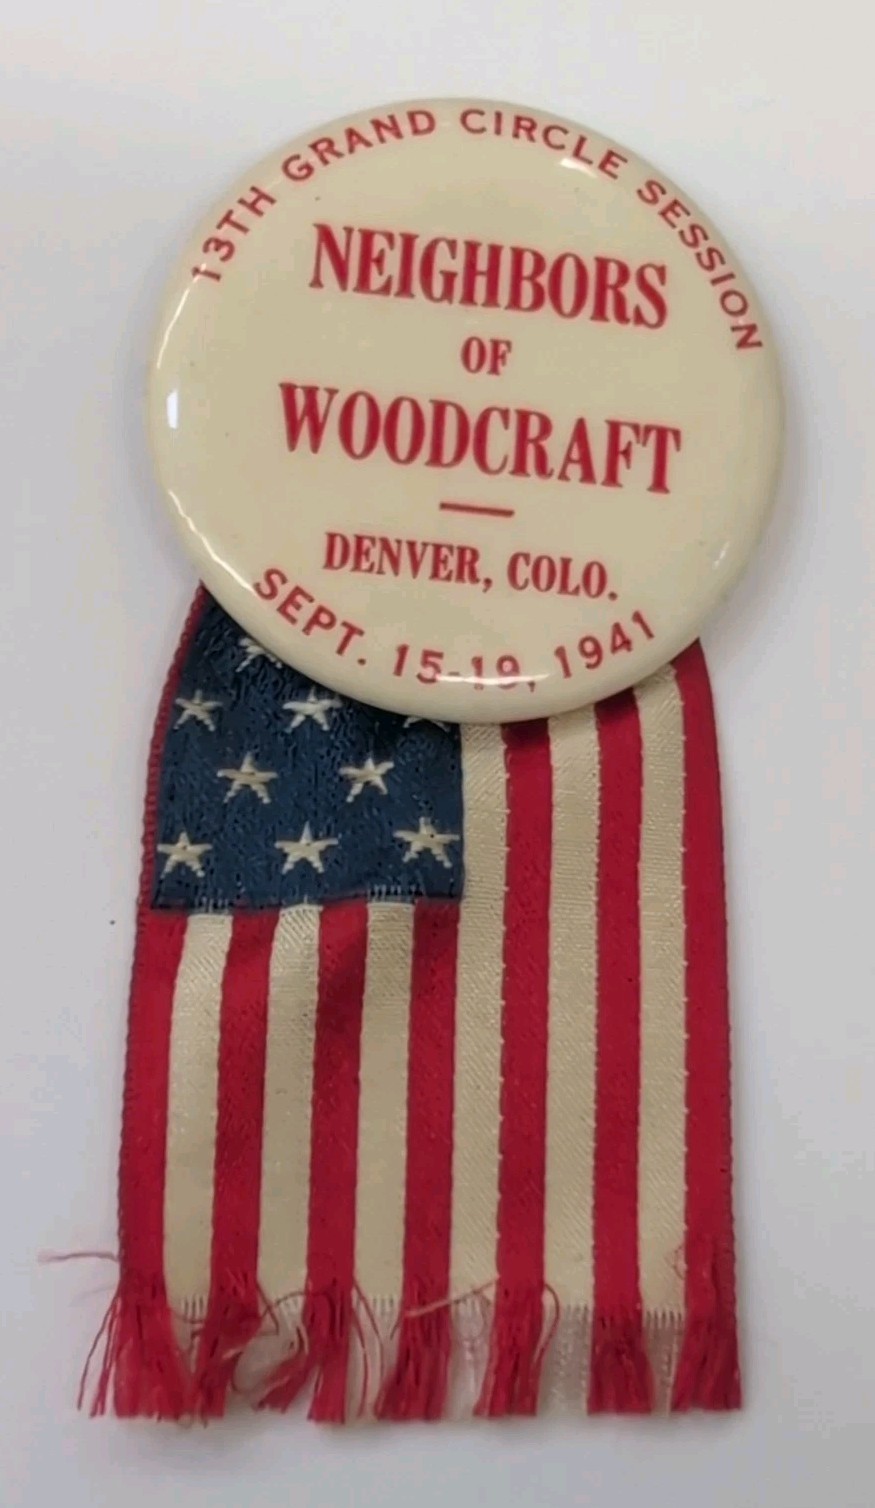 13TH GRAND CIRCLE SESSION
NEIGHBORS
OF
WOODCRAFT
DENVER, COLO.
SEPT. 15-19, 1941